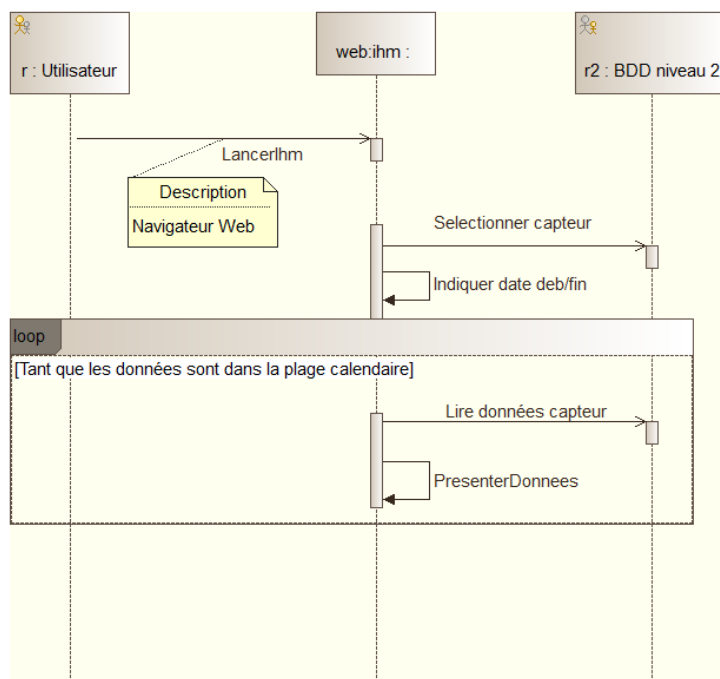 r : Utilisateur
web:ihm :
r2 : BDD niveau 2
LancerIhm
Description
Navigateur Web
Selectionner capteur
Indiquer date deb/fin
loop
[Tant que les données sont dans la plage calendaire]
Lire données capteur
PresenterDonnees